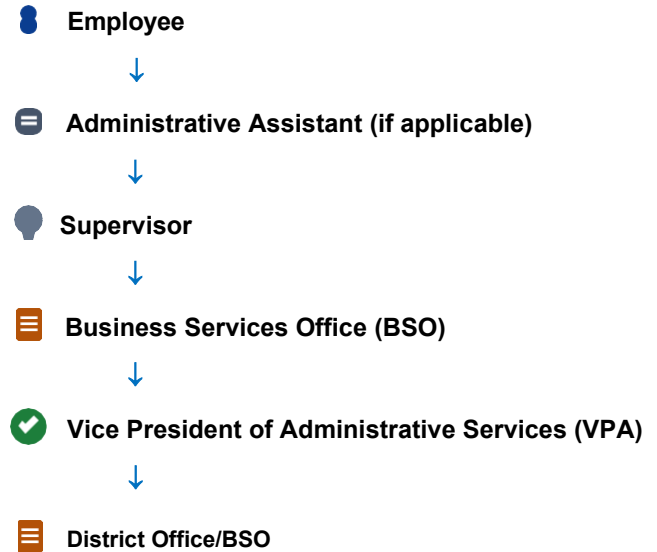 Employee
↓
Administrative Assistant (if applicable)
↓
Supervisor
↓
Business Services Office (BSO)
↓
Vice President of Administrative Services (VPA)
↓
District Office/BSO